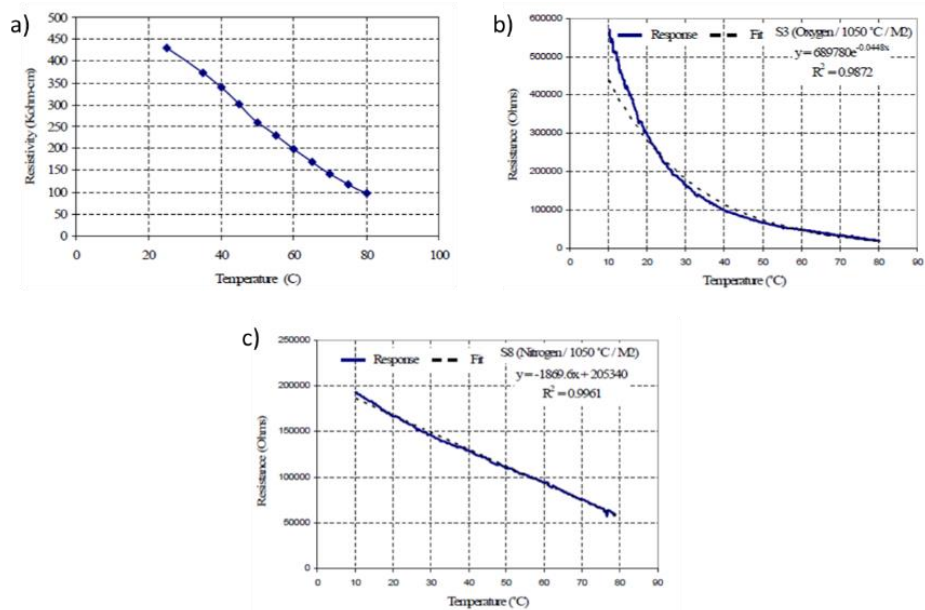 a)
500
450
400
350
300
250
200
150
100
50
0
Resistivity (Kohm-cm)
0 20 40 60 80 100
Temperature (C)
b)
600000
500000
400000
300000
200000
100000
0
Resistance (Ohms)
Response Fit S3 (Oxygen / 1050 °C / M2)
y = 689780e^-0.0448x
R² = 0.9872
0 10 20 30 40 50 60 70 80 90
Temperature (°C)
c)
250000
200000
150000
100000
50000
0
Resistance (Ohms)
Response Fit S8 (Nitrogen / 1050 °C / M2)
y = -1869.6x + 205340
R² = 0.9961
0 10 20 30 40 50 60 70 80 90
Temperature (°C)